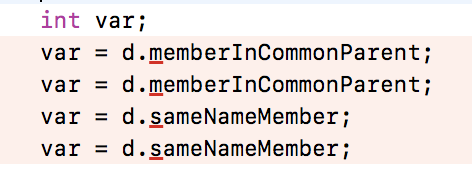 int var;
var = d.memberInCommonParent;
var = d.memberInCommonParent;
var = d.sameNameMember;
var = d.sameNameMember;